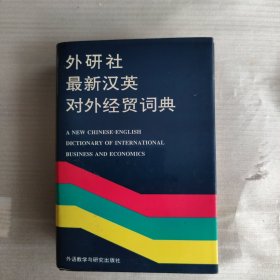 外研社
最新汉英
对外经贸词典
A NEW CHINESE-ENGLISH
DICTIONARY OF INTERNATIONAL
BUSINESS AND ECONOMICS
外语教学与研究出版社